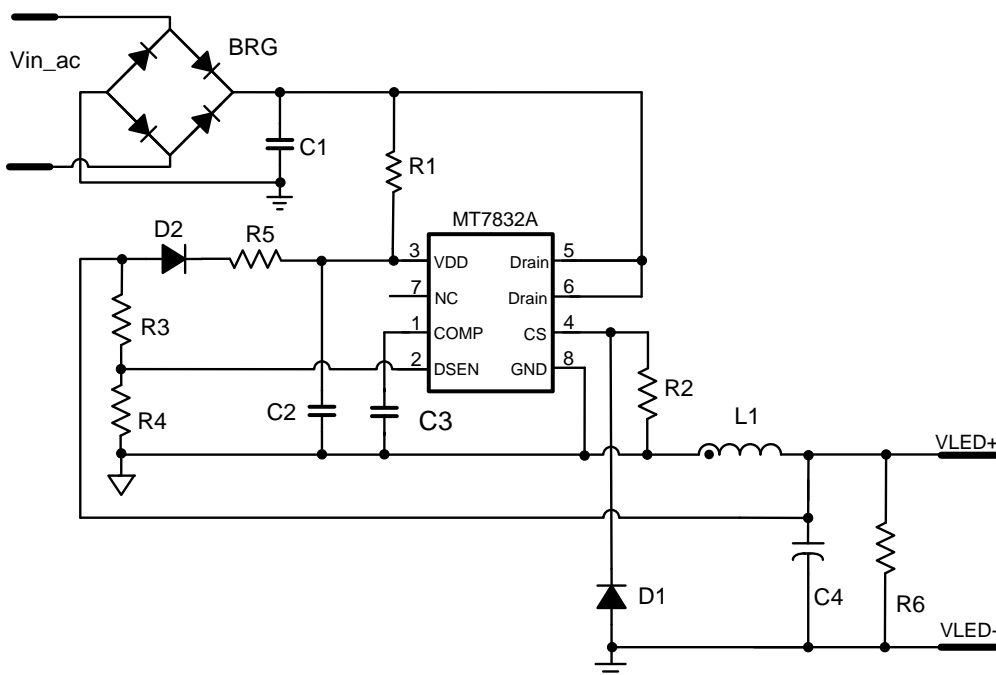 Vin_ac
BRG
C1
R1
MT7832A
D2
R5
3
VDD
Drain
5
7
NC
Drain
6
R3
1
COMP
CS
4
2
DSEN
GND
8
R2
R4
C2
C3
L1
VLED+
D1
C4
R6
VLED-